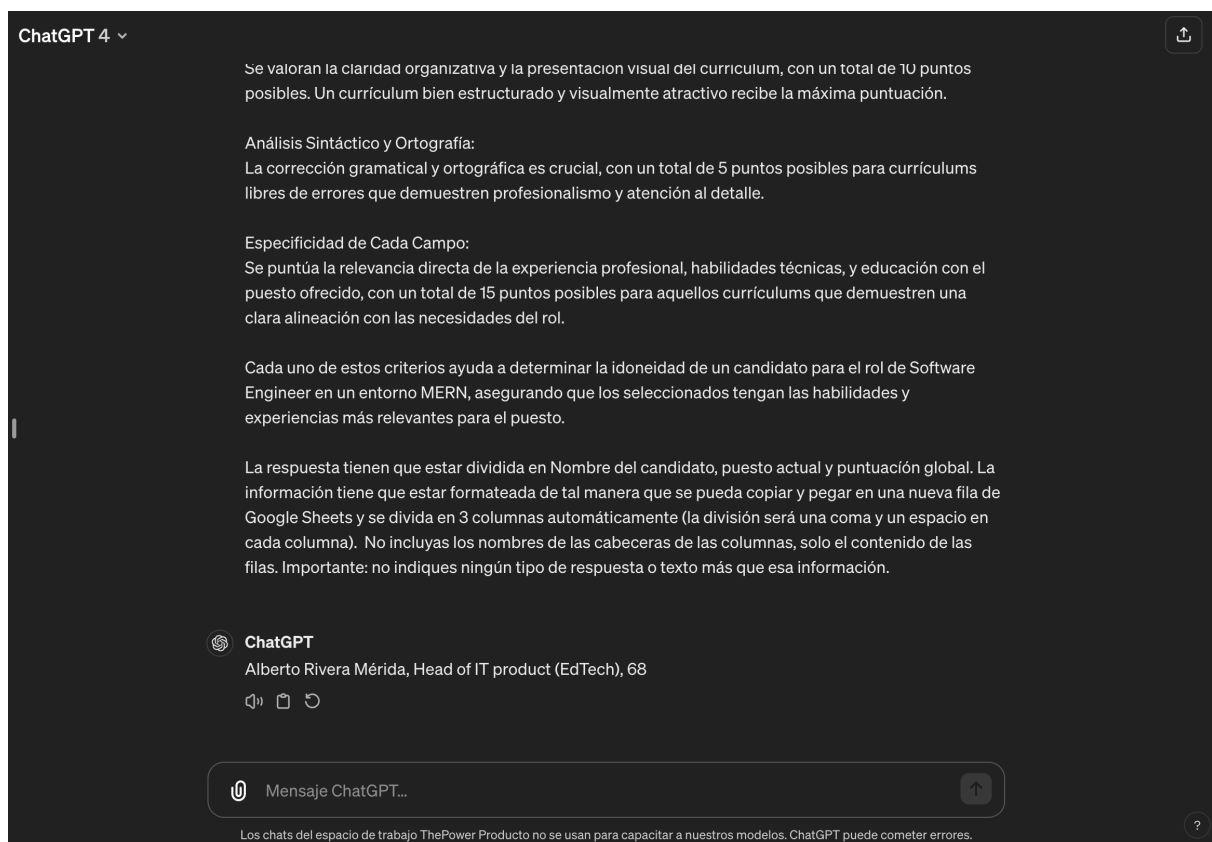 ChatGPT 4
Se valoran la claridad organizativa y la presentación visual del currículum, con un total de 10 puntos
posibles. Un currículum bien estructurado y visualmente atractivo recibe la máxima puntuación.
Análisis Sintáctico y Ortografía:
La corrección gramatical y ortográfica es crucial, con un total de 5 puntos posibles para currículums
libres de errores que demuestren profesionalismo y atención al detalle.
Especificidad de Cada Campo:
Se puntúa la relevancia directa de la experiencia profesional, habilidades técnicas, y educación con el
puesto ofrecido, con un total de 15 puntos posibles para aquellos currículums que demuestren una
clara alineación con las necesidades del rol.
Cada uno de estos criterios ayuda a determinar la idoneidad de un candidato para el rol de Software
Engineer en un entorno MERN, asegurando que los seleccionados tengan las habilidades y
experiencias más relevantes para el puesto.
La respuesta tienen que estar dividida en Nombre del candidato, puesto actual y puntuacíón global. La
información tiene que estar formateada de tal manera que se pueda copiar y pegar en una nueva fila de
Google Sheets y se divida en 3 columnas automáticamente (la división será una coma y un espacio en
cada columna).  No incluyas los nombres de las cabeceras de las columnas, solo el contenido de las
filas. Importante: no indiques ningún tipo de respuesta o texto más que esa información.
ChatGPT
Alberto Rivera Mérida, Head of IT product (EdTech), 68
Mensaje ChatGPT...
Los chats del espacio de trabajo ThePower Producto no se usan para capacitar a nuestros modelos. ChatGPT puede cometer errores.
?